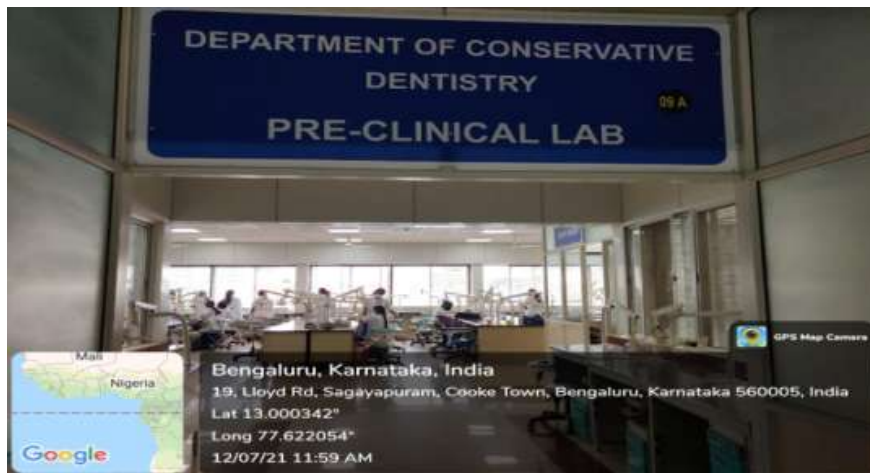 DEPARTMENT OF CONSERVATIVE
DENTISTRY
09 A
PRE-CLINICAL LAB
GPS Map Camera
Mali
Nigeria
Google
Bengaluru, Karnataka, India
19, Lloyd Rd, Sagayapuram, Cooke Town, Bengaluru, Karnataka 560005, India
Lat 13.000342°
Long 77.622054°
12/07/21 11:59 AM